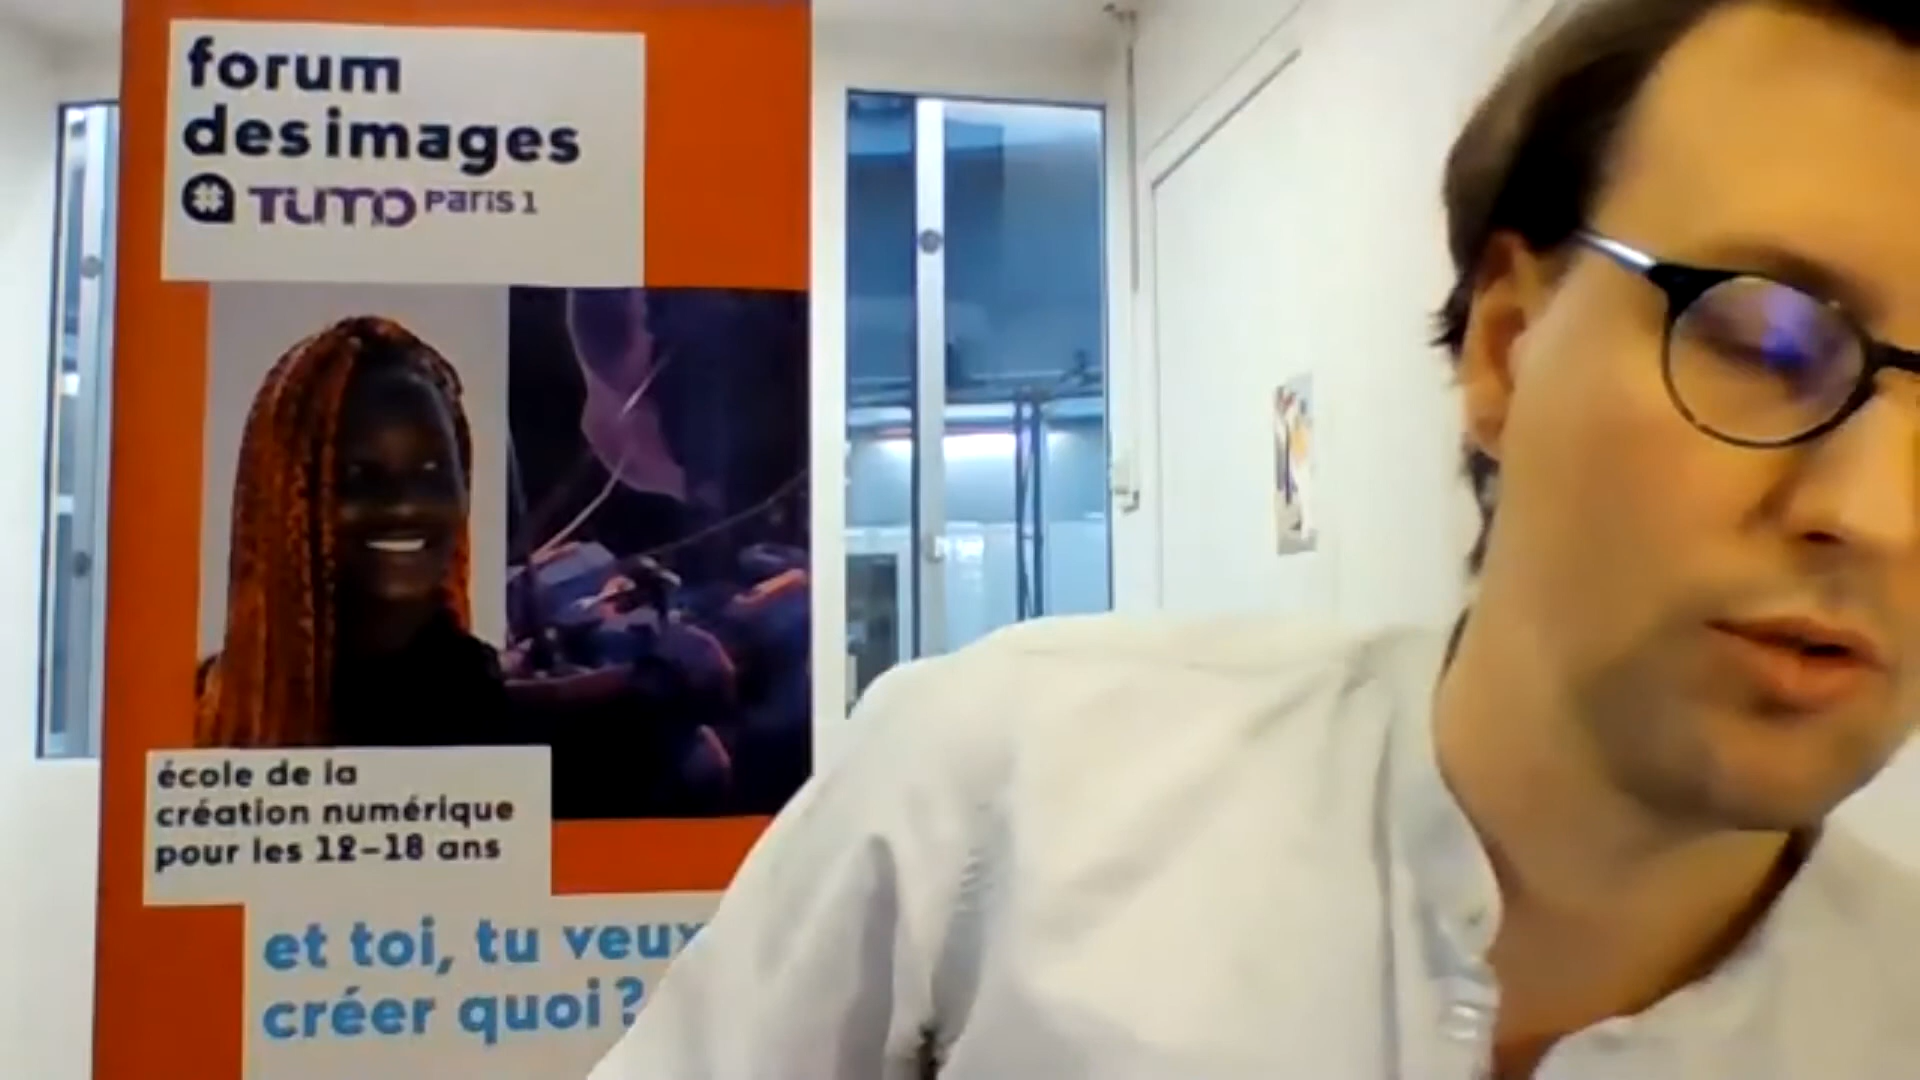 forum
des images
# TUMO Paris 1
école de la
création numérique
pour les 12-18 ans
et toi, tu veux
créer quoi ?